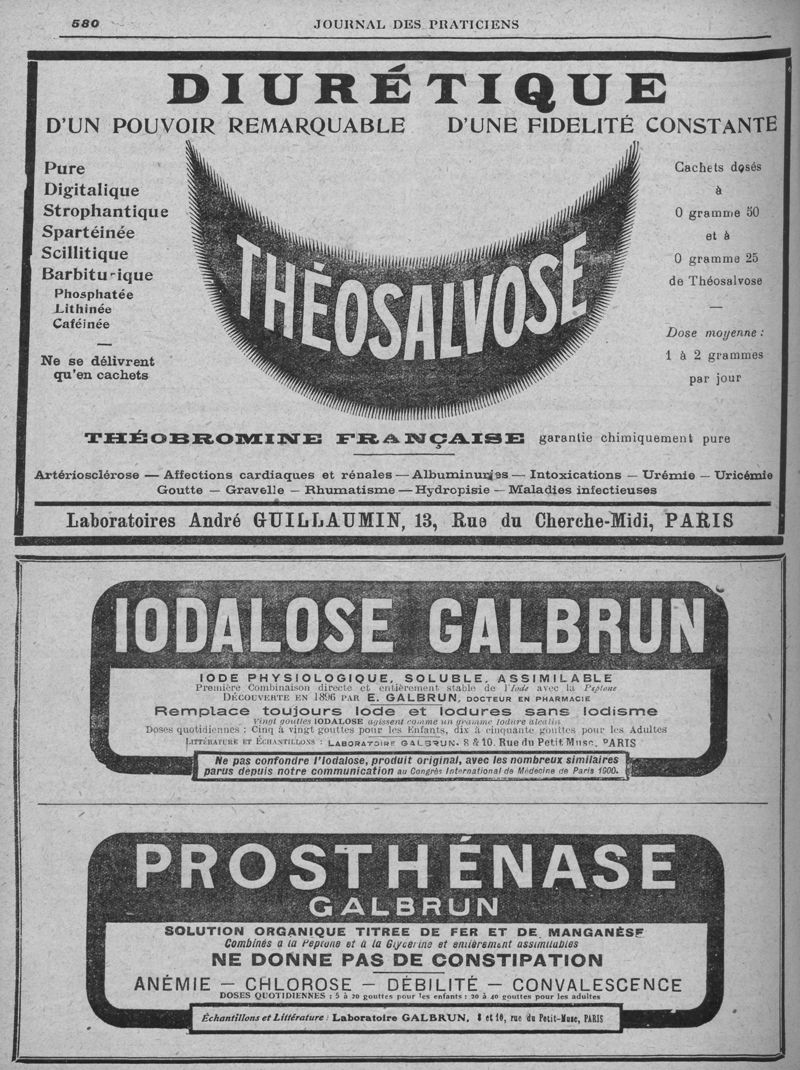 580
JOURNAL DES PRATICIENS
DIURÉTIQUE
D'UN POUVOIR REMARQUABLE D'UNE FIDELITÉ CONSTANTE
Pure
Digitalique
Strophantique
Spartéinée
Scillitique
Barbiturique
Phosphatée
Lithinée
Caféinée
—
Ne se délivrent
qu'en cachets
THÉOSALVOSE
Cachets dosés
à
0 gramme 50
et à
0 gramme 25
de Théosalvose
—
Dose moyenne :
1 à 2 grammes
par jour
THÉOBROMINE FRANÇAISE garantie chimiquement pure
Artériosclérose — Affections cardiaques et rénales — Albuminuries — Intoxications — Urémie — Uricémie
Goutte — Gravelle — Rhumatisme — Hydropisie — Maladies infectieuses
Laboratoires André GUILLAUMIN, 13, Rue du Cherche-Midi, PARIS
IODALOSE GALBRUN
IODE PHYSIOLOGIQUE, SOLUBLE, ASSIMILABLE
Première Combinaison directe et entièrement stable de l'Iode avec la Peptone
DÉCOUVERTE EN 1896 PAR E. GALBRUN, DOCTEUR EN PHARMACIE
Remplace toujours Iode et Iodures sans Iodisme
Vingt gouttes IODALOSE agissent comme un gramme Iodure alcalin
Doses quotidiennes : Cinq à vingt gouttes pour les Enfants, dix à cinquante gouttes pour les Adultes
LITTÉRATURE ET ÉCHANTILLONS : LABORATOIRE GALBRUN, 8 & 10, Rue du Petit Musc, PARIS
Ne pas confondre l'Iodalose, produit original, avec les nombreux similaires
parus depuis notre communication au Congrès International de Médecine de Paris 1900.
PROSTHÉNASE
GALBRUN
SOLUTION ORGANIQUE TITRÉE DE FER ET DE MANGANÈSE
Combinés à la Peptone et à la Glycérine et entièrement assimilables
NE DONNE PAS DE CONSTIPATION
ANÉMIE — CHLOROSE — DÉBILITÉ — CONVALESCENCE
DOSES QUOTIDIENNES : 5 à 20 gouttes pour les enfants ; 20 à 40 gouttes pour les adultes
Échantillons et Littérature : Laboratoire GALBRUN, 8 et 10, rue du Petit-Musc, PARIS